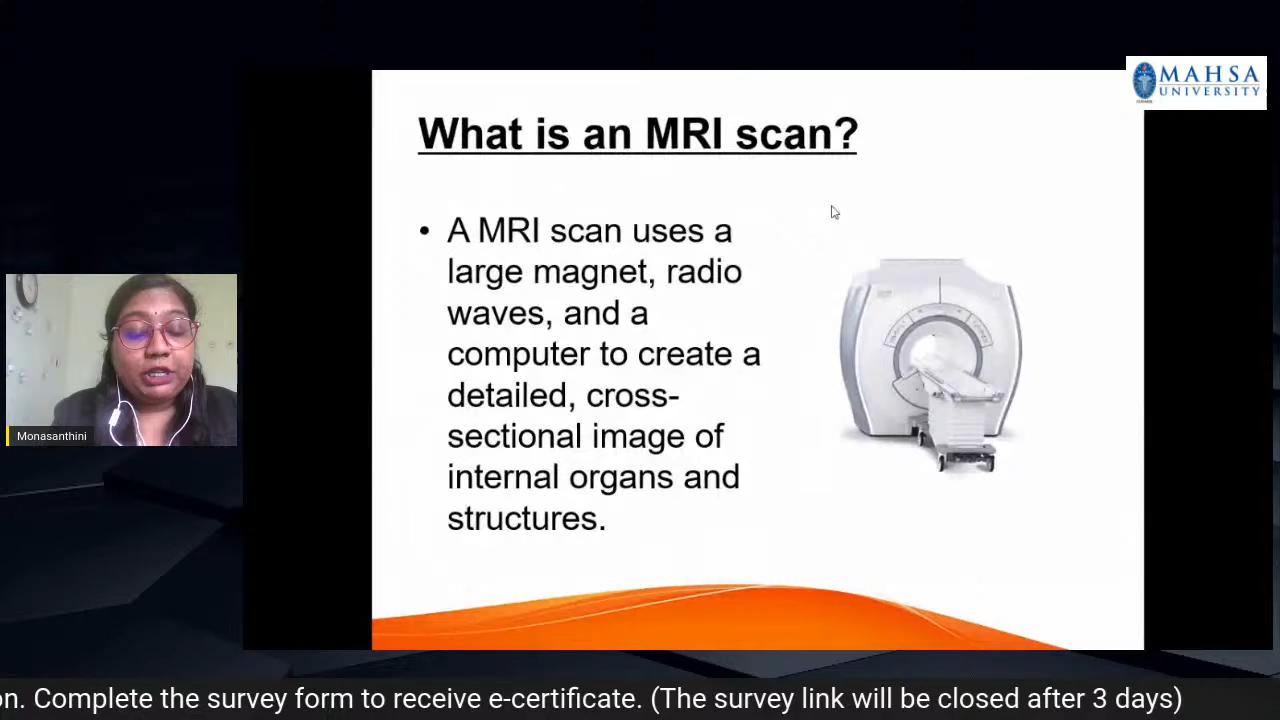 MAHSA
UNIVERSITY
What is an MRI scan?
• A MRI scan uses a
large magnet, radio
waves, and a
computer to create a
detailed, cross-
sectional image of
internal organs and
structures.
Monasanthini
on. Complete the survey form to receive e-certificate. (The survey link will be closed after 3 days)